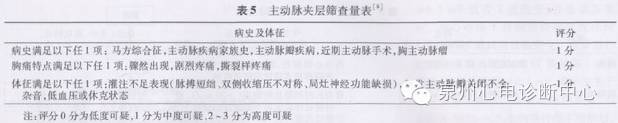 表5 主动脉夹层筛查量表[8]
病史及体征 评分
病史满足以下任1项:马方综合征,主动脉疾病家族史,主动脉瓣疾病,近期主动脉手术,胸主动脉瘤 1分
胸痛特点满足以下任1项:骤然出现,剧烈疼痛,撕裂样疼痛 1分
体征满足以下任1项:灌注不足表现(脉搏短绌、双侧收缩压不对称、局灶神经功能缺损) 主动脉瓣关闭不全 1分
杂音,低血压或休克状态
注:评分0分为低度可疑,1分为中度可疑,2~3分为高度可疑
泉州心电诊断中心